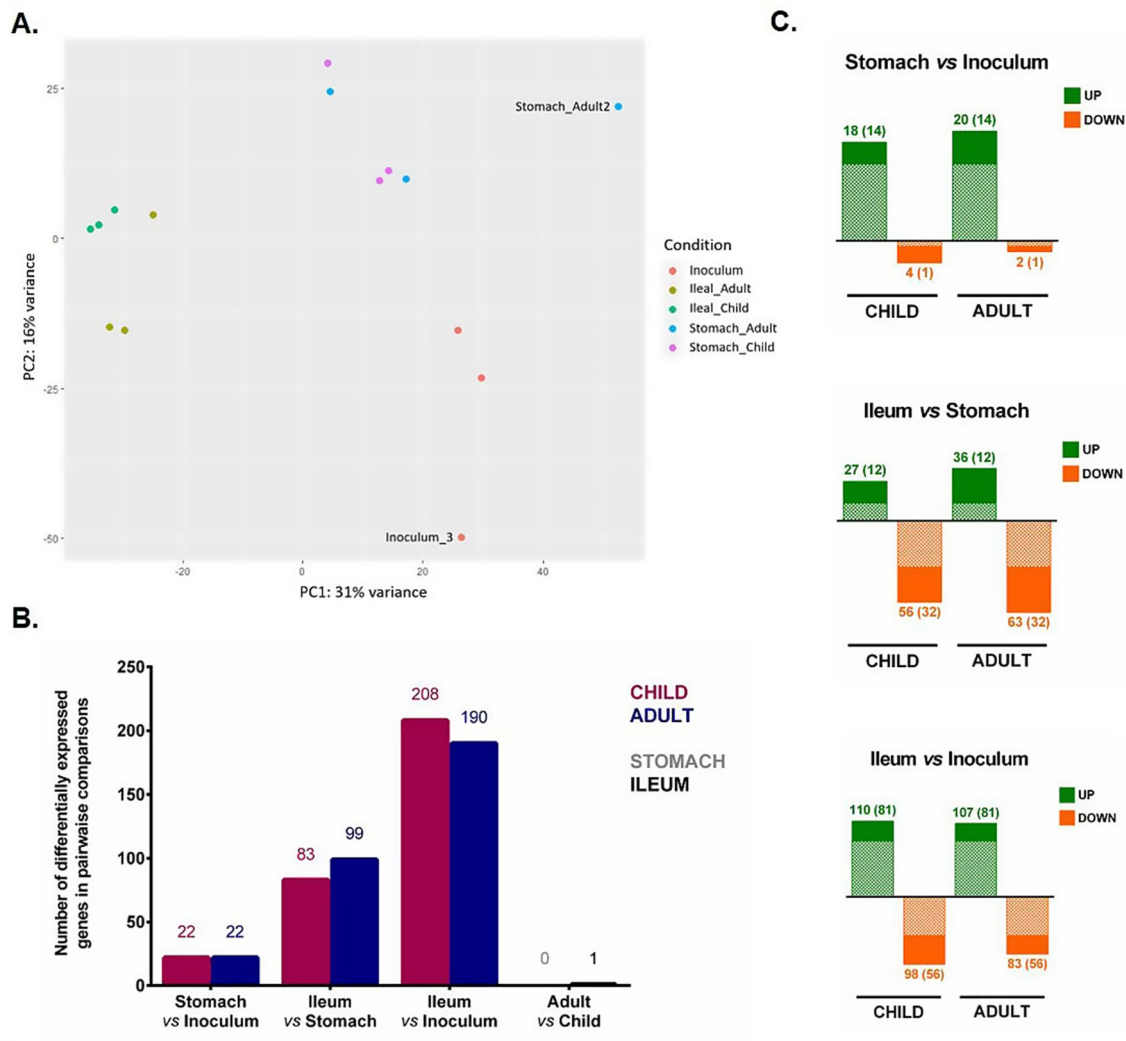 A.
25
0
-25
-50
-20
0
20
40
PC2: 16% variance
PC1: 31% variance
Stomach_Adult2
Inoculum_3
Condition
Inoculum
Ileal_Adult
Ileal_Child
Stomach_Adult
Stomach_Child
B.
Number of differentially expressed
genes in pairwaise comparisons
250
200
150
100
50
0
22
22
83
99
208
190
0
1
Stomach
vs Inoculum
Ileum
vs Stomach
Ileum
vs Inoculum
Adult
vs Child
CHILD
ADULT
STOMACH
ILEUM
C.
Stomach vs Inoculum
UP
DOWN
18 (14)
20 (14)
4 (1)
2 (1)
CHILD
ADULT
Ileum vs Stomach
UP
DOWN
27 (12)
36 (12)
56 (32)
63 (32)
CHILD
ADULT
Ileum vs Inoculum
UP
DOWN
110 (81)
107 (81)
98 (56)
83 (56)
CHILD
ADULT